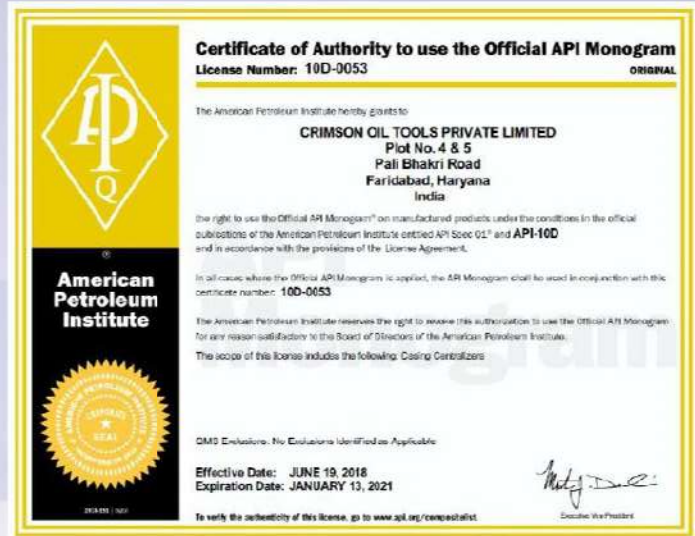 API
Q
®
American
Petroleum
Institute
AMERICAN PETROLEUM INSTITUTE
CORPORATE
SEAL
Certificate of Authority to use the Official API Monogram
License Number: 10D-0053
ORIGINAL
The American Petroleum Institute hereby grants to
CRIMSON OIL TOOLS PRIVATE LIMITED
Plot No. 4 & 5
Pali Bhakri Road
Faridabad, Haryana
India
the right to use the Official API Monogram® on manufactured products under the conditions in the official
publications of the American Petroleum Institute entitled API Spec Q1® and API-10D
and in accordance with the provisions of the License Agreement.
In all cases where the Official API Monogram is applied, the API Monogram shall be used in conjunction with this
certificate number: 10D-0053
The American Petroleum Institute reserves the right to revoke this authorization to use the Official API Monogram
for any reason satisfactory to the Board of Directors of the American Petroleum Institute.
The scope of this license includes the following: Casing Centralizers
QMS Exclusions: No Exclusions Identified as Applicable
Effective Date: JUNE 19, 2018
Expiration Date: JANUARY 13, 2021
To verify the authenticity of this license, go to www.api.org/compositelist
Executive Vice President